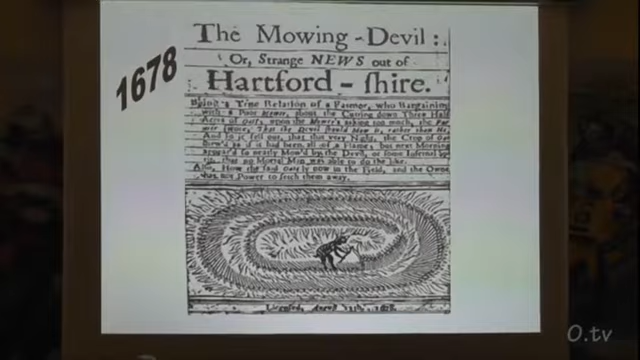 1678
The Mowing-Devil:
Or, Strange NEWS out of
Hartford-shire.
Being a True Relation of a Farmer, who Bargaining
with a Poor Mower, about the Cutting down Three Half
Acres of Oats; upon the Mower's asking too much, the Far-
mer swore, That the Devil should Mow it, rather than He.
And so it fell out, that that very Night, the Crop of Oat
shew'd as if it had been all of a Flame; but next Morning
appear'd so neatly Mow'd by the Devil, or some Infernal Spi-
rit, that no Mortal Man was able to do the like.
Also, How the said Oats ly now in the Field, and the Owner
has not Power to fetch them away.
Licensed, August
O.tv